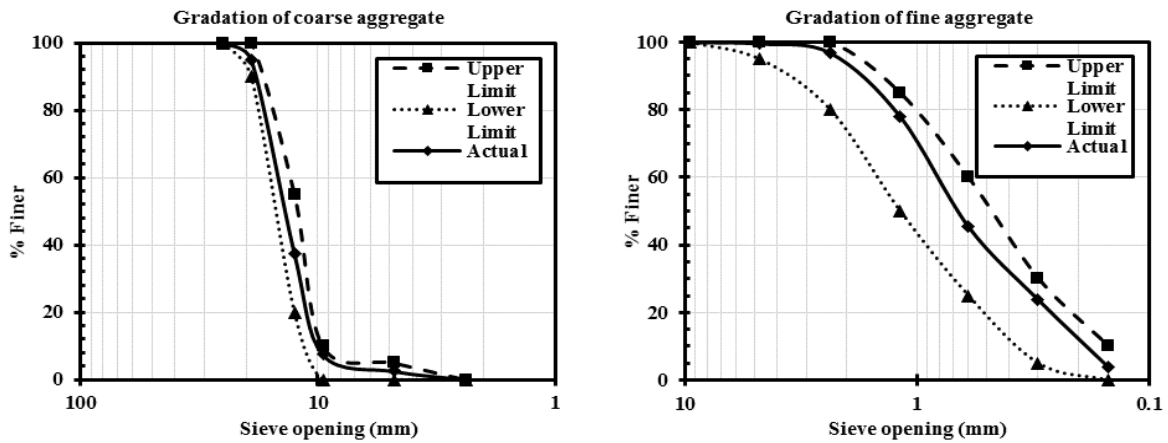 Gradation of coarse aggregate
100
80
60
40
20
0
% Finer
100
10
1
Sieve opening (mm)
Upper
Limit
Lower
Limit
Actual
Gradation of fine aggregate
100
80
60
40
20
0
% Finer
10
1
0.1
Sieve opening (mm)
Upper
Limit
Lower
Limit
Actual